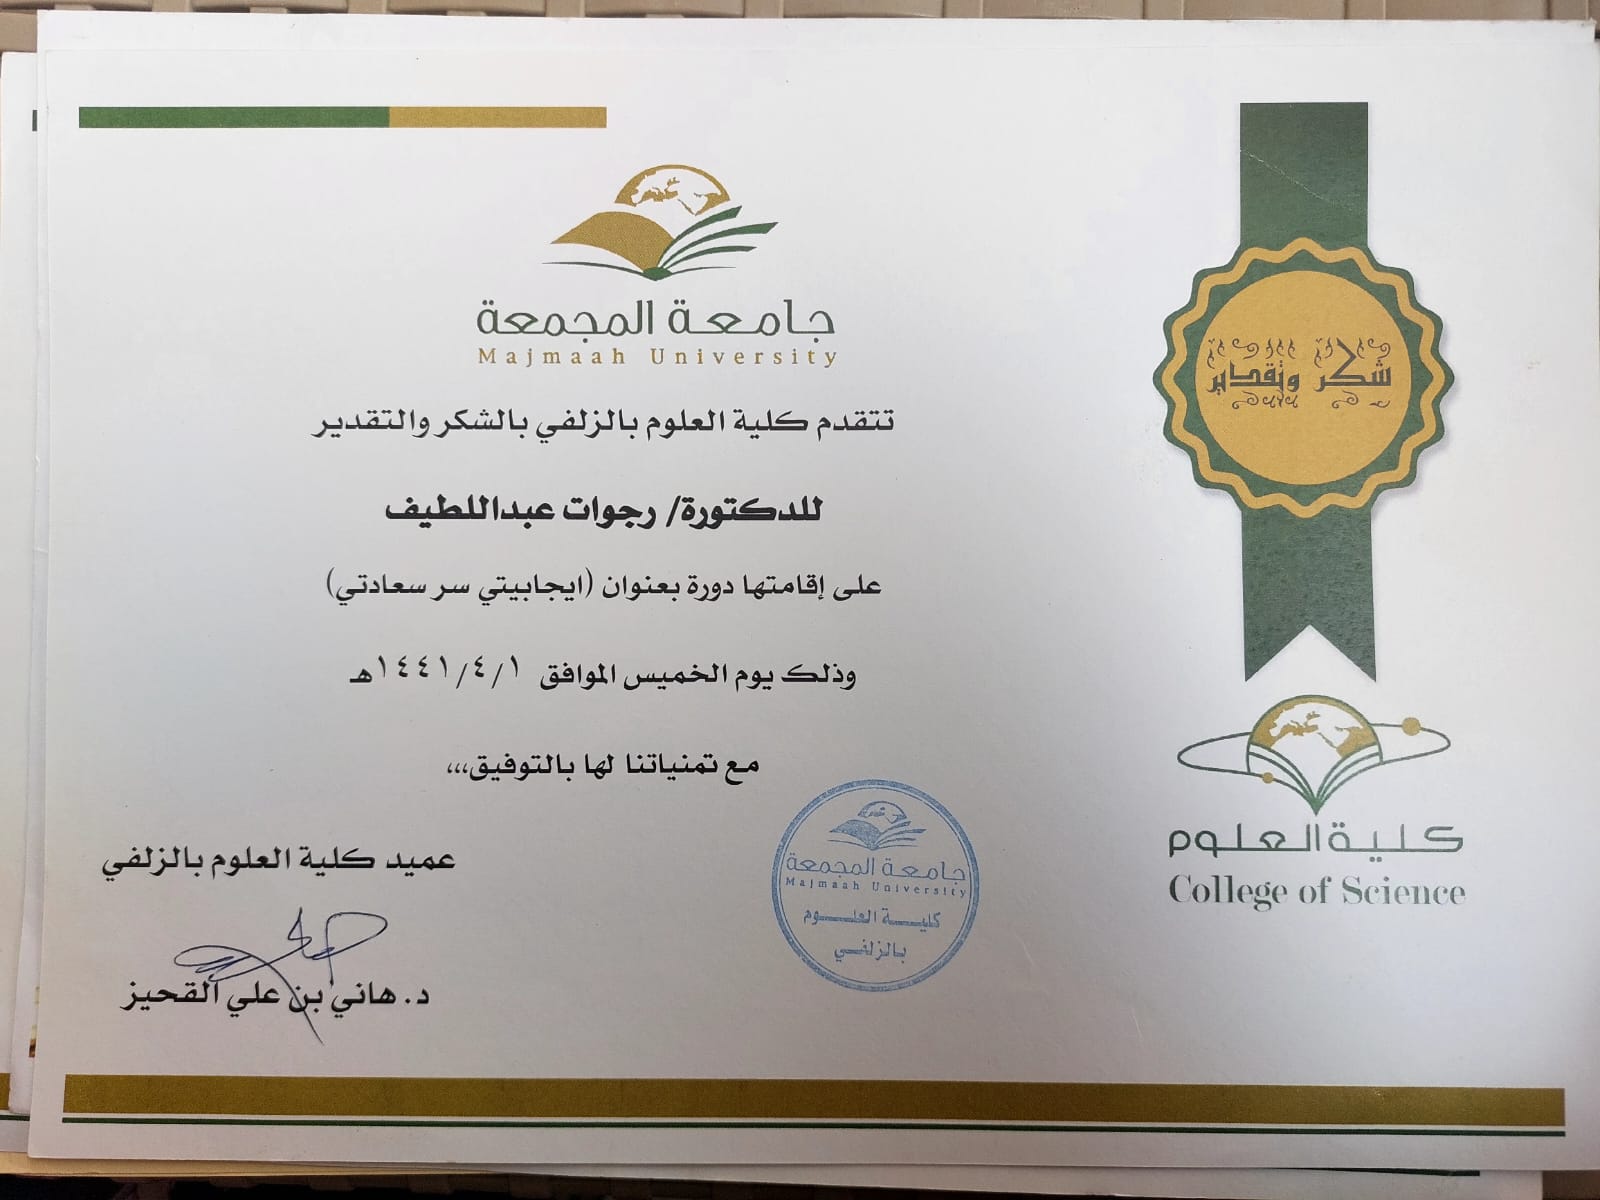 جامعة المجمعة
Majmaah University
شكر وتقدير
تتقدم كلية العلوم بالزلفي بالشكر والتقدير
للدكتورة/ رجوات عبداللطيف
على إقامتها دورة بعنوان (ايجابيتي سر سعادتي)
وذلك يوم الخميس الموافق ١/٤/١٤٤١هـ
مع تمنياتنا لها بالتوفيق،،،
كلية العلوم
College of Science
عميد كلية العلوم بالزلفي
د. هاني بن علي القحيز
جامعة المجمعة
Majmaah University
كلية العلوم
بالزلفي